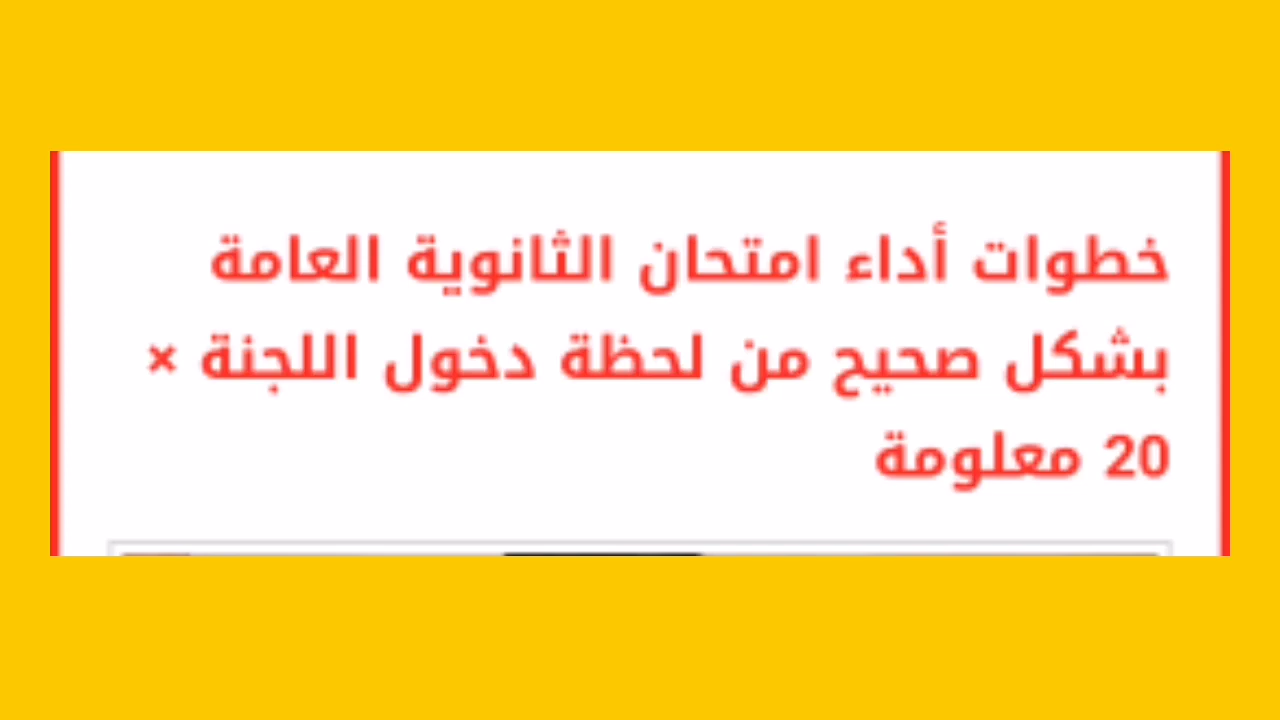 خطوات أداء امتحان الثانوية العامة
بشكل صحيح من لحظة دخول اللجنة ×
20 معلومة